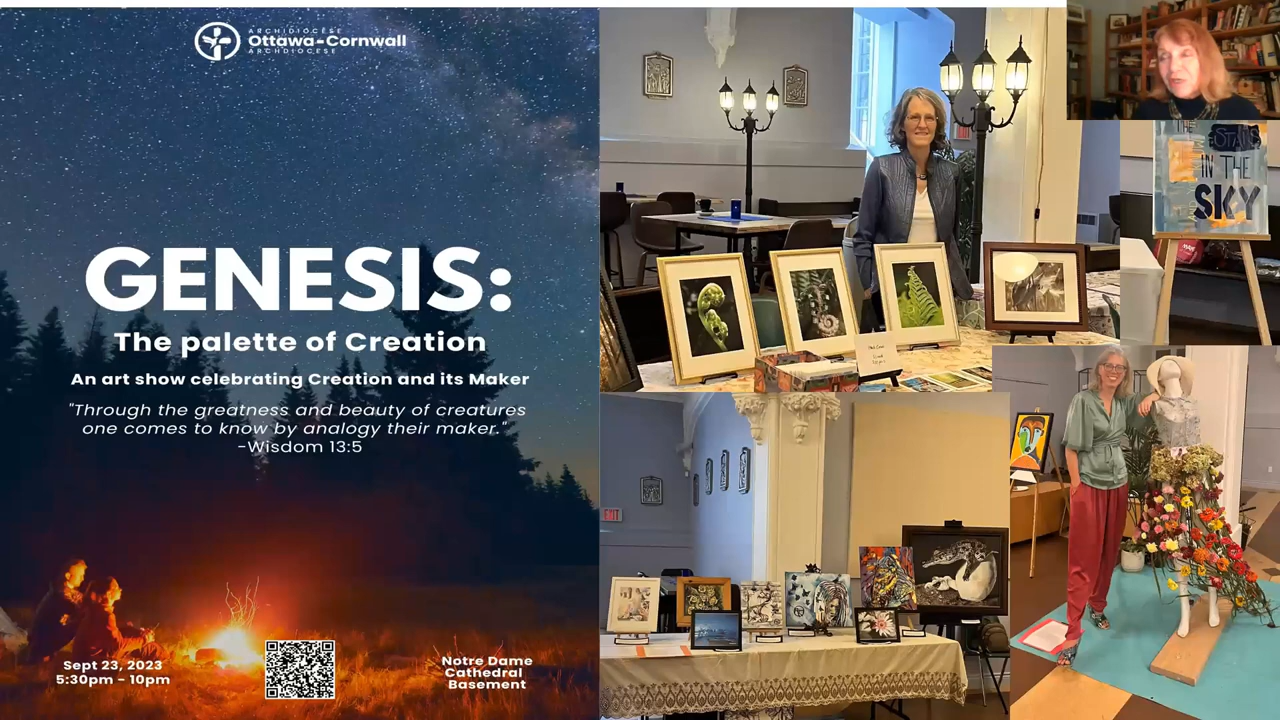 ARCHIDIOCÈSE
Ottawa-Cornwall
ARCHDIOCESE
GENESIS:
The palette of Creation
An art show celebrating Creation and its Maker
"Through the greatness and beauty of creatures
one comes to know by analogy their maker."
-Wisdom 13:5
Sept 23, 2023
5:30pm - 10pm
Notre Dame
Cathedral
Basement
THE
STARS
IN THE
SKY
EXIT